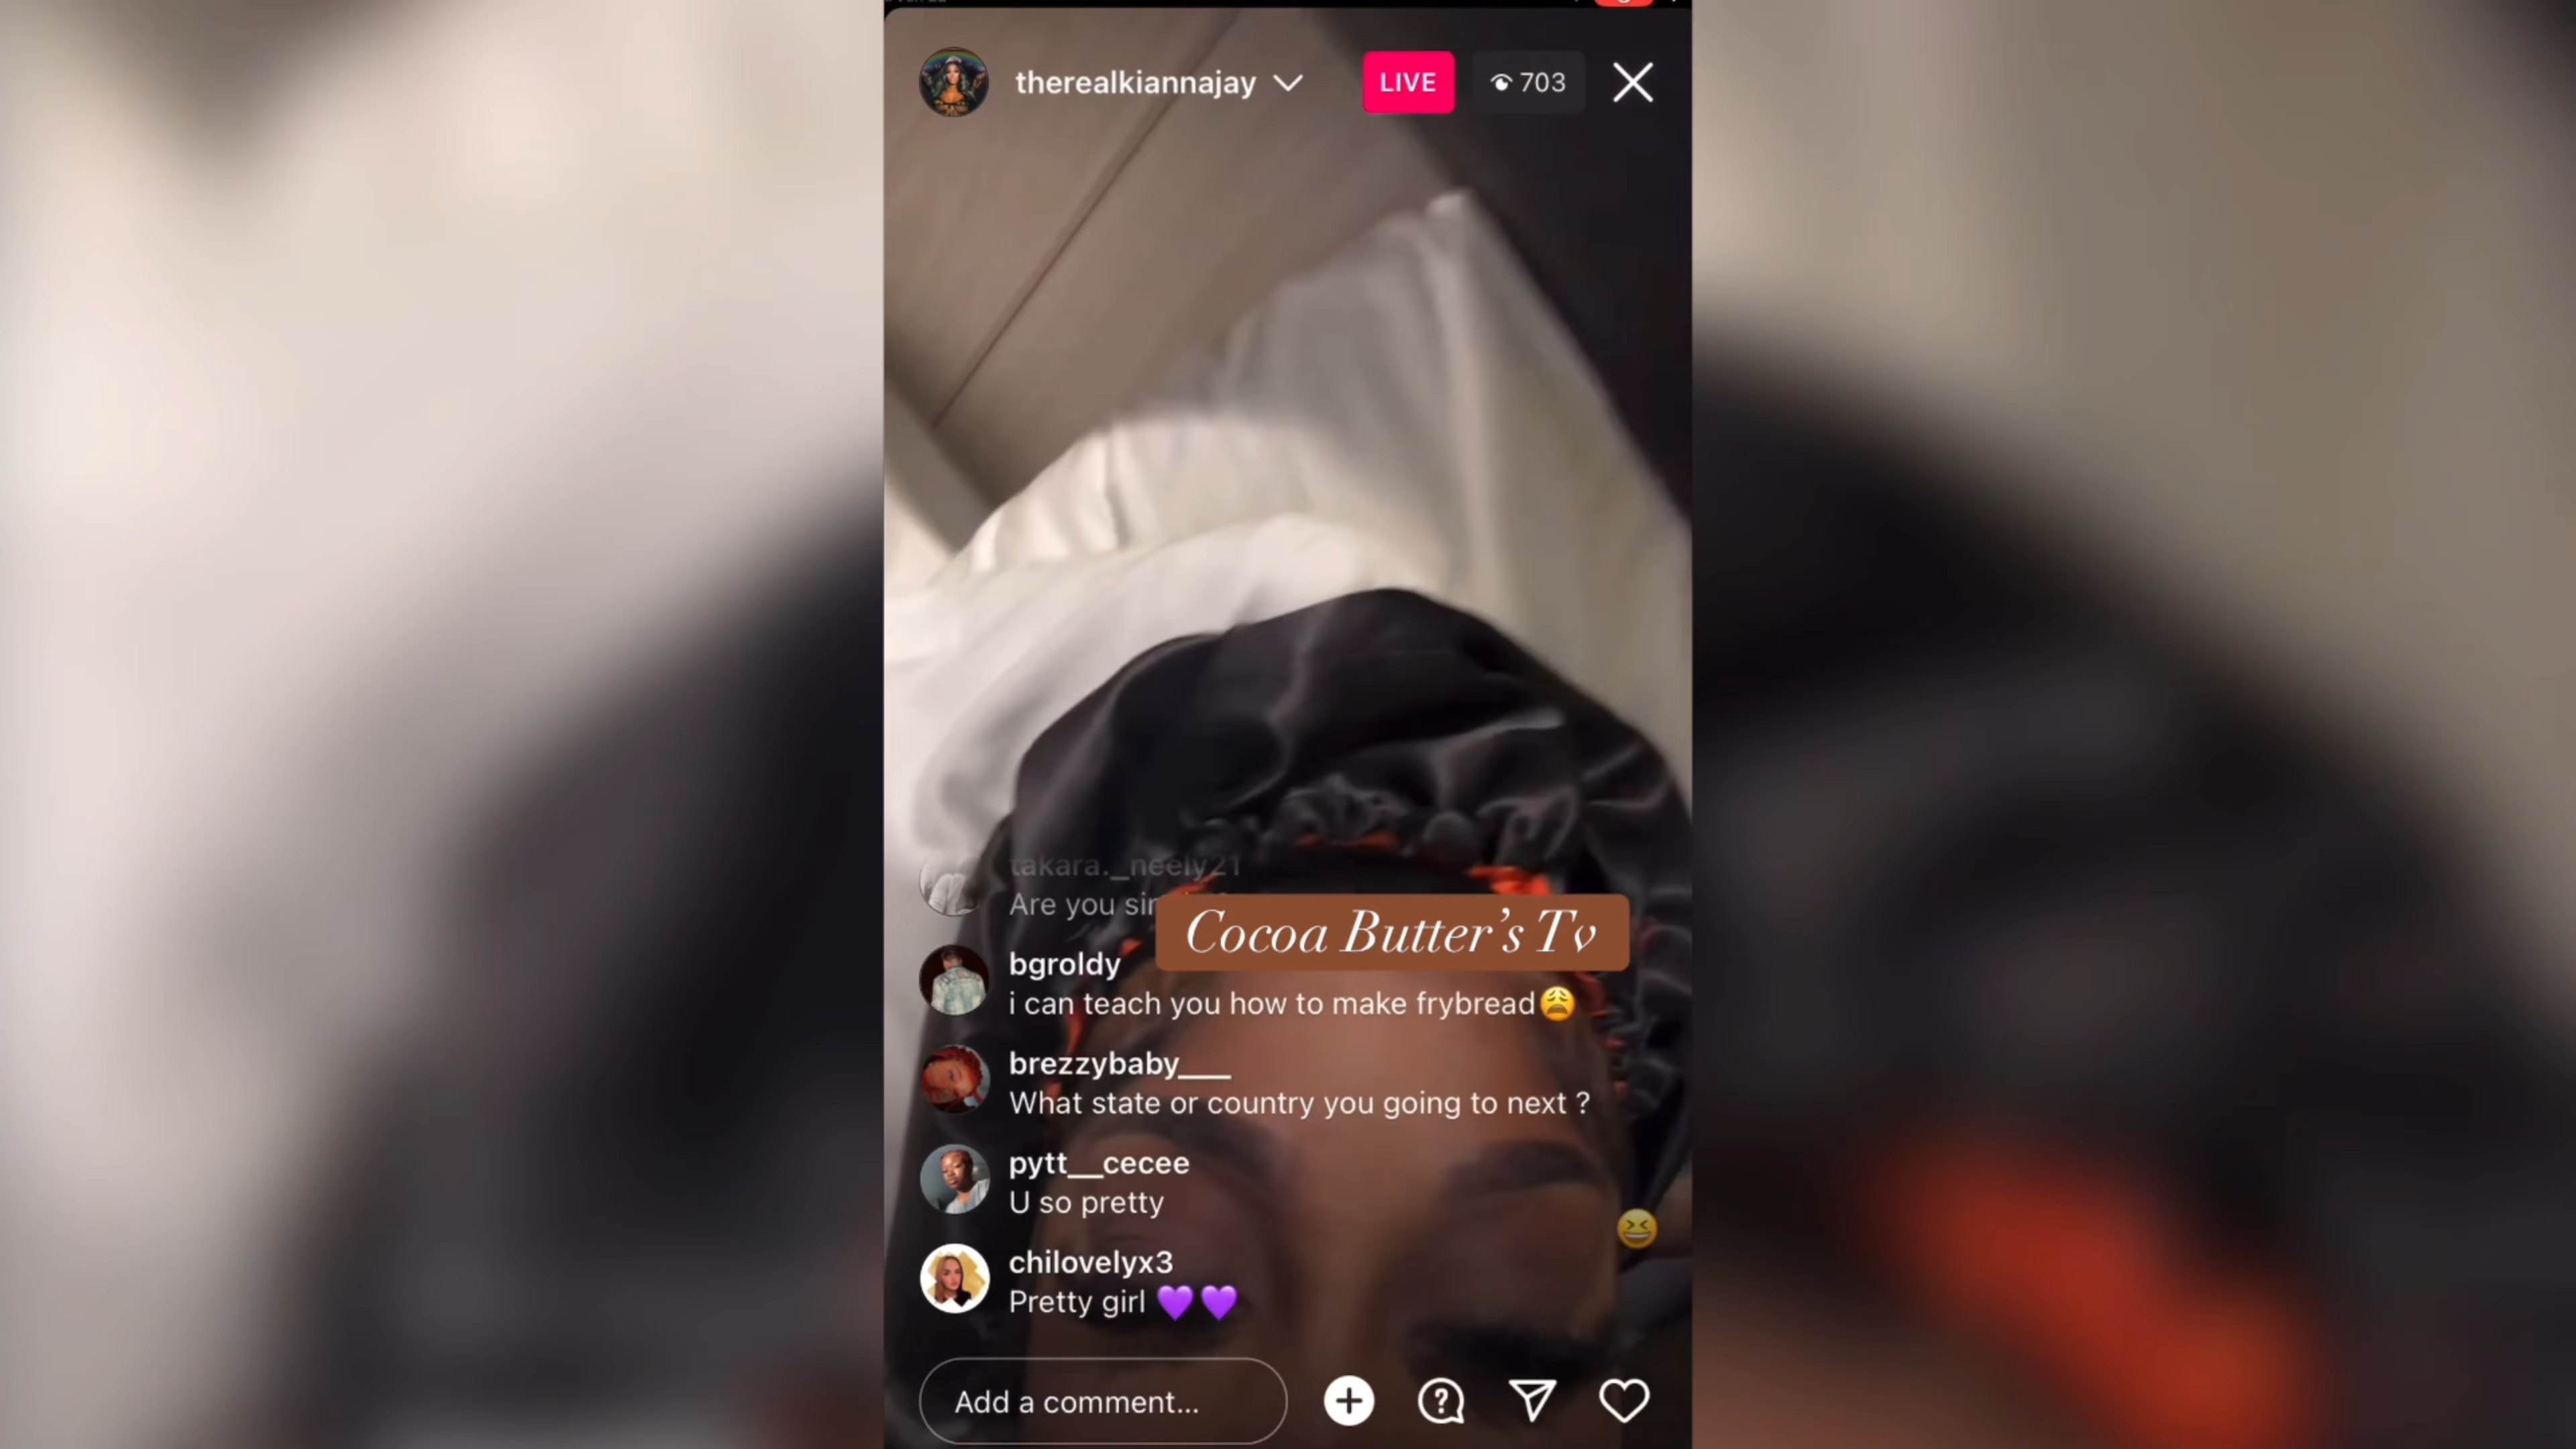 therealkiannajay
LIVE
703
takara._neely21
Are you
Cocoa Butter's Tv
bgroldy
i can teach you how to make frybread😩
brezzybaby___
What state or country you going to next ?
pytt__cecee
U so pretty
chilovelyx3
Pretty girl 💜💜
Add a comment...